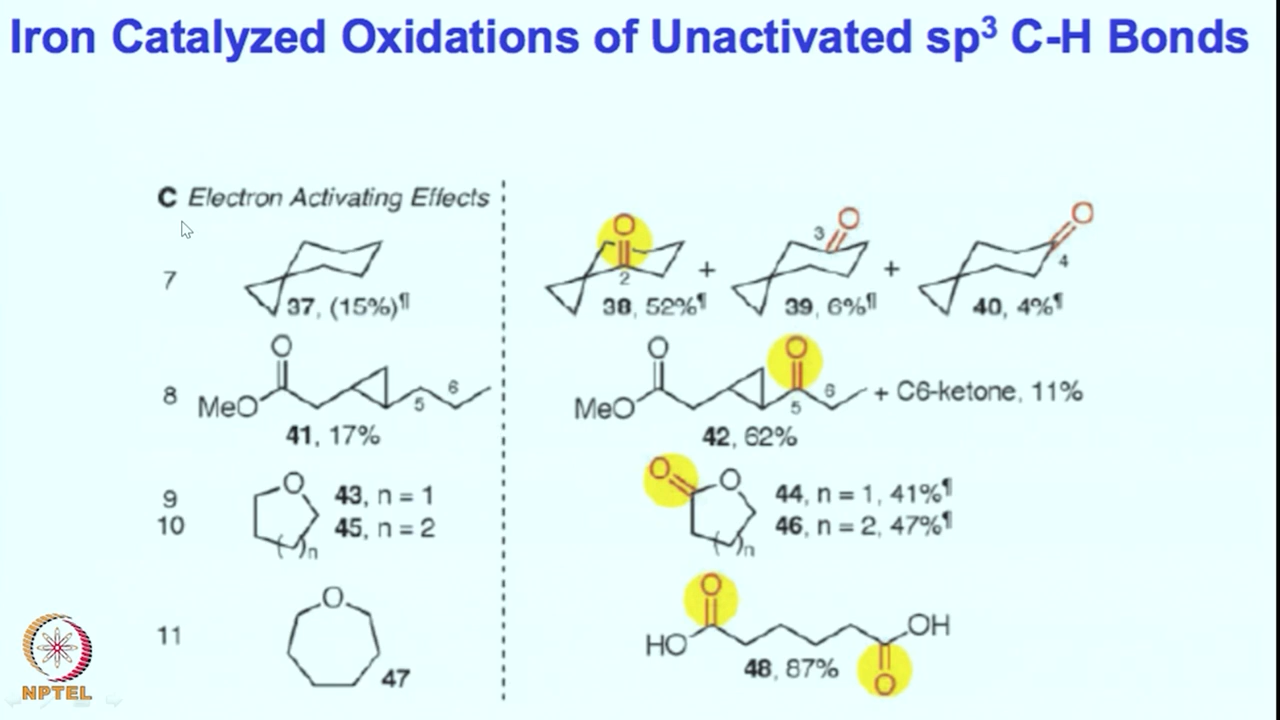 Iron Catalyzed Oxidations of Unactivated sp³ C-H Bonds
C Electron Activating Effects
7
37, (15%)¶
O
2
38, 52%¶
+
3
O
39, 6%¶
+
O
4
40, 4%¶
8
O
MeO
5
6
41, 17%
O
MeO
O
5
6
42, 62%
+ C6-ketone, 11%
9
10
O
( )n
43, n = 1
45, n = 2
O
O
( )n
44, n = 1, 41%¶
46, n = 2, 47%¶
11
O
47
O
HO
OH
O
48, 87%
NPTEL